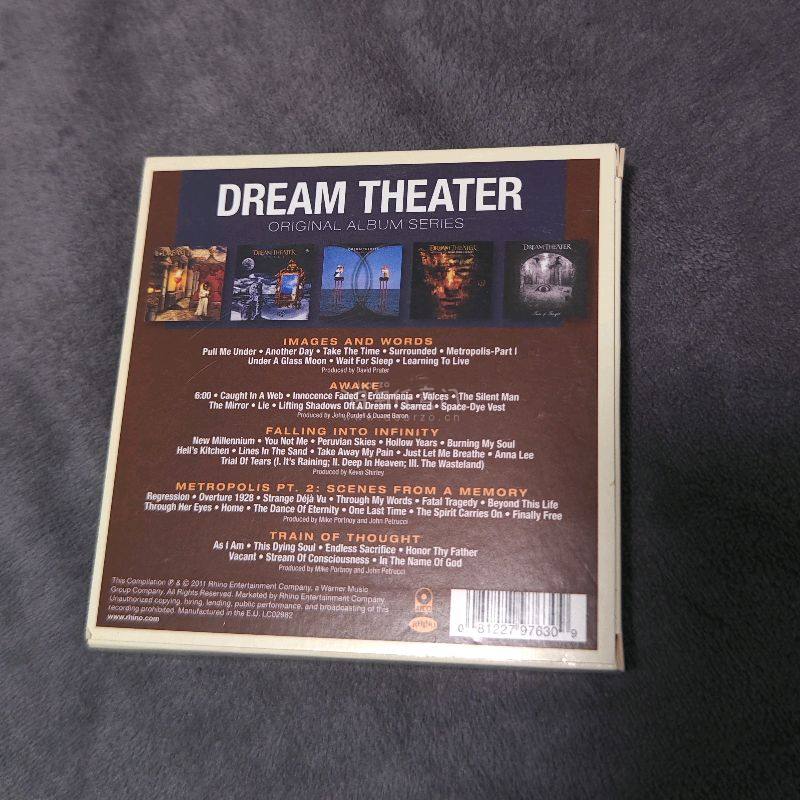 DREAM THEATER
ORIGINAL ALBUM SERIES
DREAM THEATER
DREAM THEATER
DREAM THEATER
DREAM THEATER
IMAGES AND WORDS
Pull Me Under • Another Day • Take The Time • Surrounded • Metropolis-Part I
Under A Glass Moon • Wait For Sleep • Learning To Live
Produced by David Prater
AWAKE
6:00 • Caught In A Web • Innocence Faded • Erotomania • Voices • The Silent Man
The Mirror • Lie • Lifting Shadows Off A Dream • Scarred • Space-Dye Vest
Produced by John Purdell & Duane Baron
FALLING INTO INFINITY
New Millennium • You Not Me • Peruvian Skies • Hollow Years • Burning My Soul
Hell's Kitchen • Lines In The Sand • Take Away My Pain • Just Let Me Breathe • Anna Lee
Trial Of Tears (I. It's Raining; II. Deep In Heaven; III. The Wasteland)
Produced by Kevin Shirley
METROPOLIS PT. 2: SCENES FROM A MEMORY
Regression • Overture 1928 • Strange Déjà Vu • Through My Words • Fatal Tragedy • Beyond This Life
Through Her Eyes • Home • The Dance Of Eternity • One Last Time • The Spirit Carries On • Finally Free
Produced by Mike Portnoy and John Petrucci
TRAIN OF THOUGHT
As I Am • This Dying Soul • Endless Sacrifice • Honor Thy Father
Vacant • Stream Of Consciousness • In The Name Of God
Produced by Mike Portnoy and John Petrucci
This Compilation ℗ & © 2011 Rhino Entertainment Company, a Warner Music
Group Company. All Rights Reserved. Marketed by Rhino Entertainment Company.
Unauthorized copying, hiring, lending, public performance, and broadcasting of this
recording prohibited. Manufactured in the E.U. LC02982
www.rhino.com
0 81227 97630 9